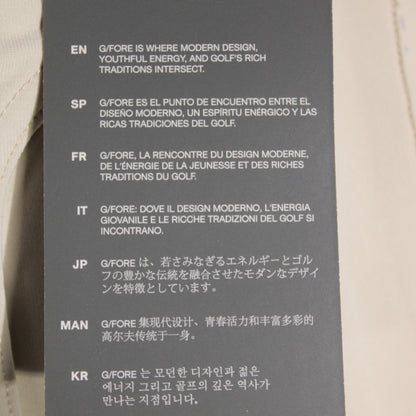 EN G/FORE IS WHERE MODERN DESIGN,
YOUTHFUL ENERGY, AND GOLF'S RICH
TRADITIONS INTERSECT.
SP G/FORE ES EL PUNTO DE ENCUENTRO ENTRE EL
DISEÑO MODERNO, UN ESPÍRITU ENÉRGICO Y LAS
RICAS TRADICIONES DEL GOLF.
FR G/FORE, LA RENCONTRE DU DESIGN MODERNE,
DE L'ÉNERGIE DE LA JEUNESSE ET DES RICHES
TRADITIONS DU GOLF.
IT G/FORE: DOVE IL DESIGN MODERNO, L'ENERGIA
GIOVANILE E LE RICCHE TRADIZIONI DEL GOLF SI
INCONTRANO.
JP G/FORE は、若さみなぎるエネルギーとゴル
フの豊かな伝統を融合させたモダンなデザイ
ンを特徴としています。
MAN G/FORE 集现代设计、青春活力和丰富多彩的
高尔夫传统于一身。
KR G/FORE 는 모던한 디자인과 젊은
에너지 그리고 골프의 깊은 역사가
만나는 지점입니다.